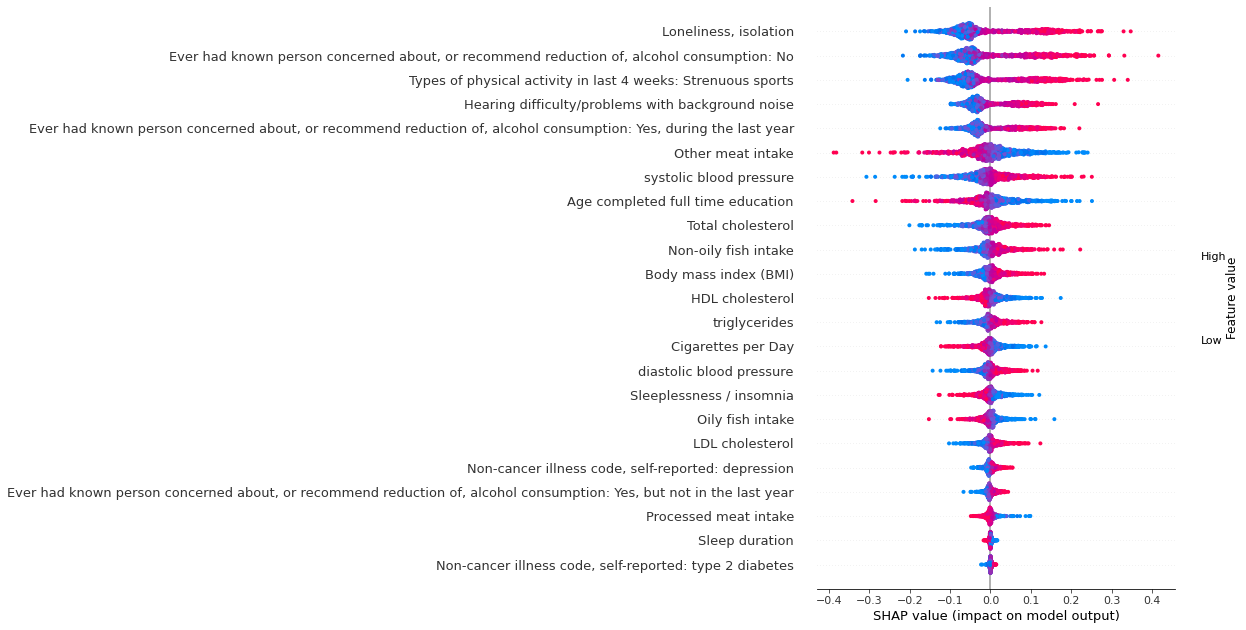 Loneliness, isolation
Ever had known person concerned about, or recommend reduction of, alcohol consumption: No
Types of physical activity in last 4 weeks: Strenuous sports
Hearing difficulty/problems with background noise
Ever had known person concerned about, or recommend reduction of, alcohol consumption: Yes, during the last year
Other meat intake
systolic blood pressure
Age completed full time education
Total cholesterol
Non-oily fish intake
Body mass index (BMI)
HDL cholesterol
triglycerides
Cigarettes per Day
diastolic blood pressure
Sleeplessness / insomnia
Oily fish intake
LDL cholesterol
Non-cancer illness code, self-reported: depression
Ever had known person concerned about, or recommend reduction of, alcohol consumption: Yes, but not in the last year
Processed meat intake
Sleep duration
Non-cancer illness code, self-reported: type 2 diabetes
−0.4 −0.3 −0.2 −0.1 0.0 0.1 0.2 0.3 0.4
SHAP value (impact on model output)
High
Feature value
Low